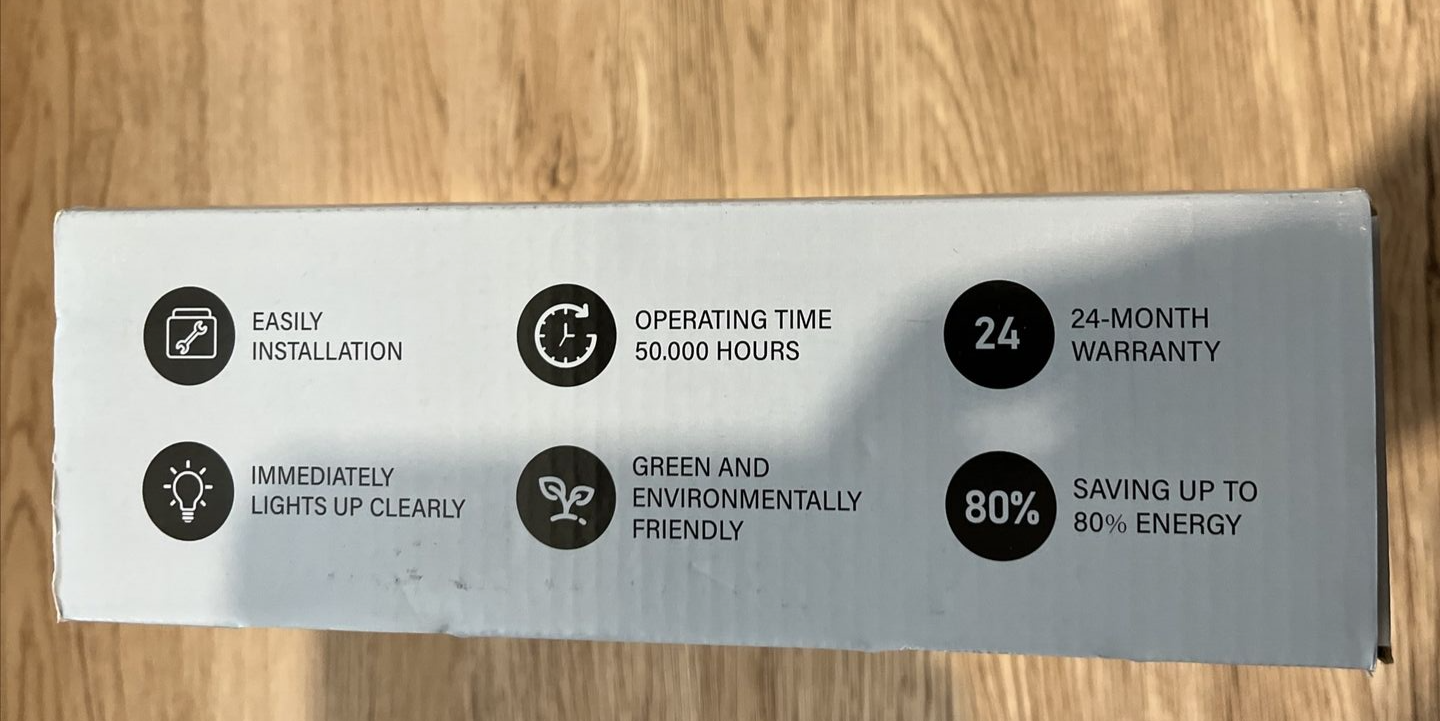 EASILY
INSTALLATION
OPERATING TIME
50.000 HOURS
24
24-MONTH
WARRANTY
IMMEDIATELY
LIGHTS UP CLEARLY
GREEN AND
ENVIRONMENTALLY
FRIENDLY
80%
SAVING UP TO
80% ENERGY